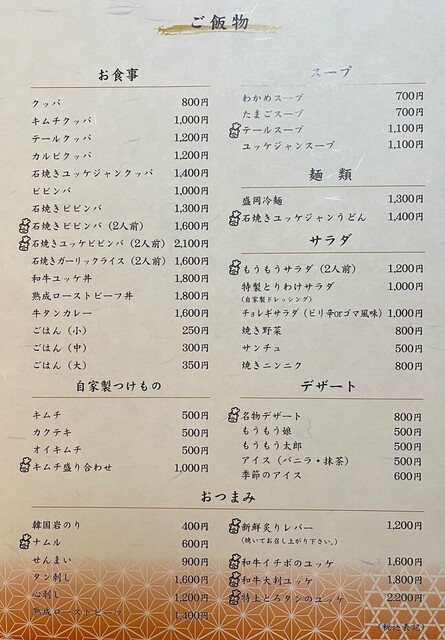 ご飯物
お食事
クッパ 800円
キムチクッパ 1,000円
テールクッパ 1,200円
カルビクッパ 1,200円
石焼きユッケジャンクッパ 1,400円
ビビンバ 1,000円
石焼きビビンバ 1,300円
石焼きビビンバ (2人前) 1,600円
石焼きユッケビビンバ (2人前) 2,100円
石焼きガーリックライス (2人前) 1,600円
和牛ユッケ丼 1,800円
熟成ローストビーフ丼 1,800円
牛タンカレー 1,600円
ごはん (小) 250円
ごはん (中) 300円
ごはん (大) 350円
自家製つけもの
キムチ 500円
カクテキ 500円
オイキムチ 500円
キムチ盛り合わせ 1,000円
スープ
わかめスープ 700円
たまごスープ 700円
テールスープ 1,100円
ユッケジャンスープ 1,100円
麺類
盛岡冷麺 1,300円
石焼きユッケジャンうどん 1,400円
サラダ
もうもうサラダ (2人前) 1,200円
特製とりわけサラダ 1,000円
(自家製ドレッシング)
チョレギサラダ (ピリ辛orゴマ風味) 1,000円
焼き野菜 800円
サンチュ 500円
焼きニンニク 800円
デザート
名物デザート 800円
もうもう娘 500円
もうもう太郎 500円
アイス (バニラ・抹茶) 500円
季節のアイス 600円
おつまみ
韓国岩のり 400円
ナムル 600円
せんまい 900円
タン刺し 1,600円
心刺し 1,200円
熟成ローストビーフ 1,400円
新鮮炙りレバー 1,200円
(焼いてお召し上がり下さい。)
和牛イチボのユッケ 1,600円
和牛大判ユッケ 1,800円
特上とろタンのユッケ 2,200円
(税込表記)